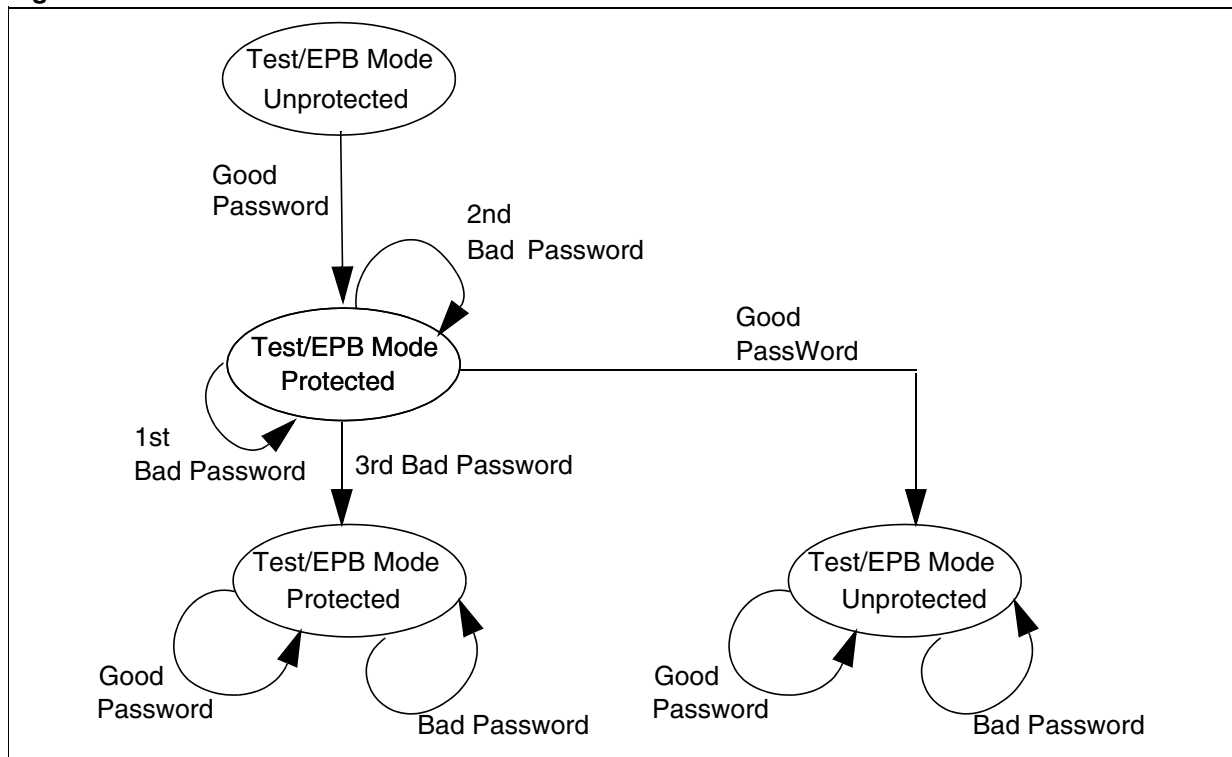 Test/EPB Mode
Unprotected
Good
Password
2nd
Bad Password
Good
PassWord
Test/EPB Mode
Protected
1st
Bad Password
3rd Bad Password
Test/EPB Mode
Protected
Test/EPB Mode
Unprotected
Good
Password
Bad Password
Good
Password
Bad Password